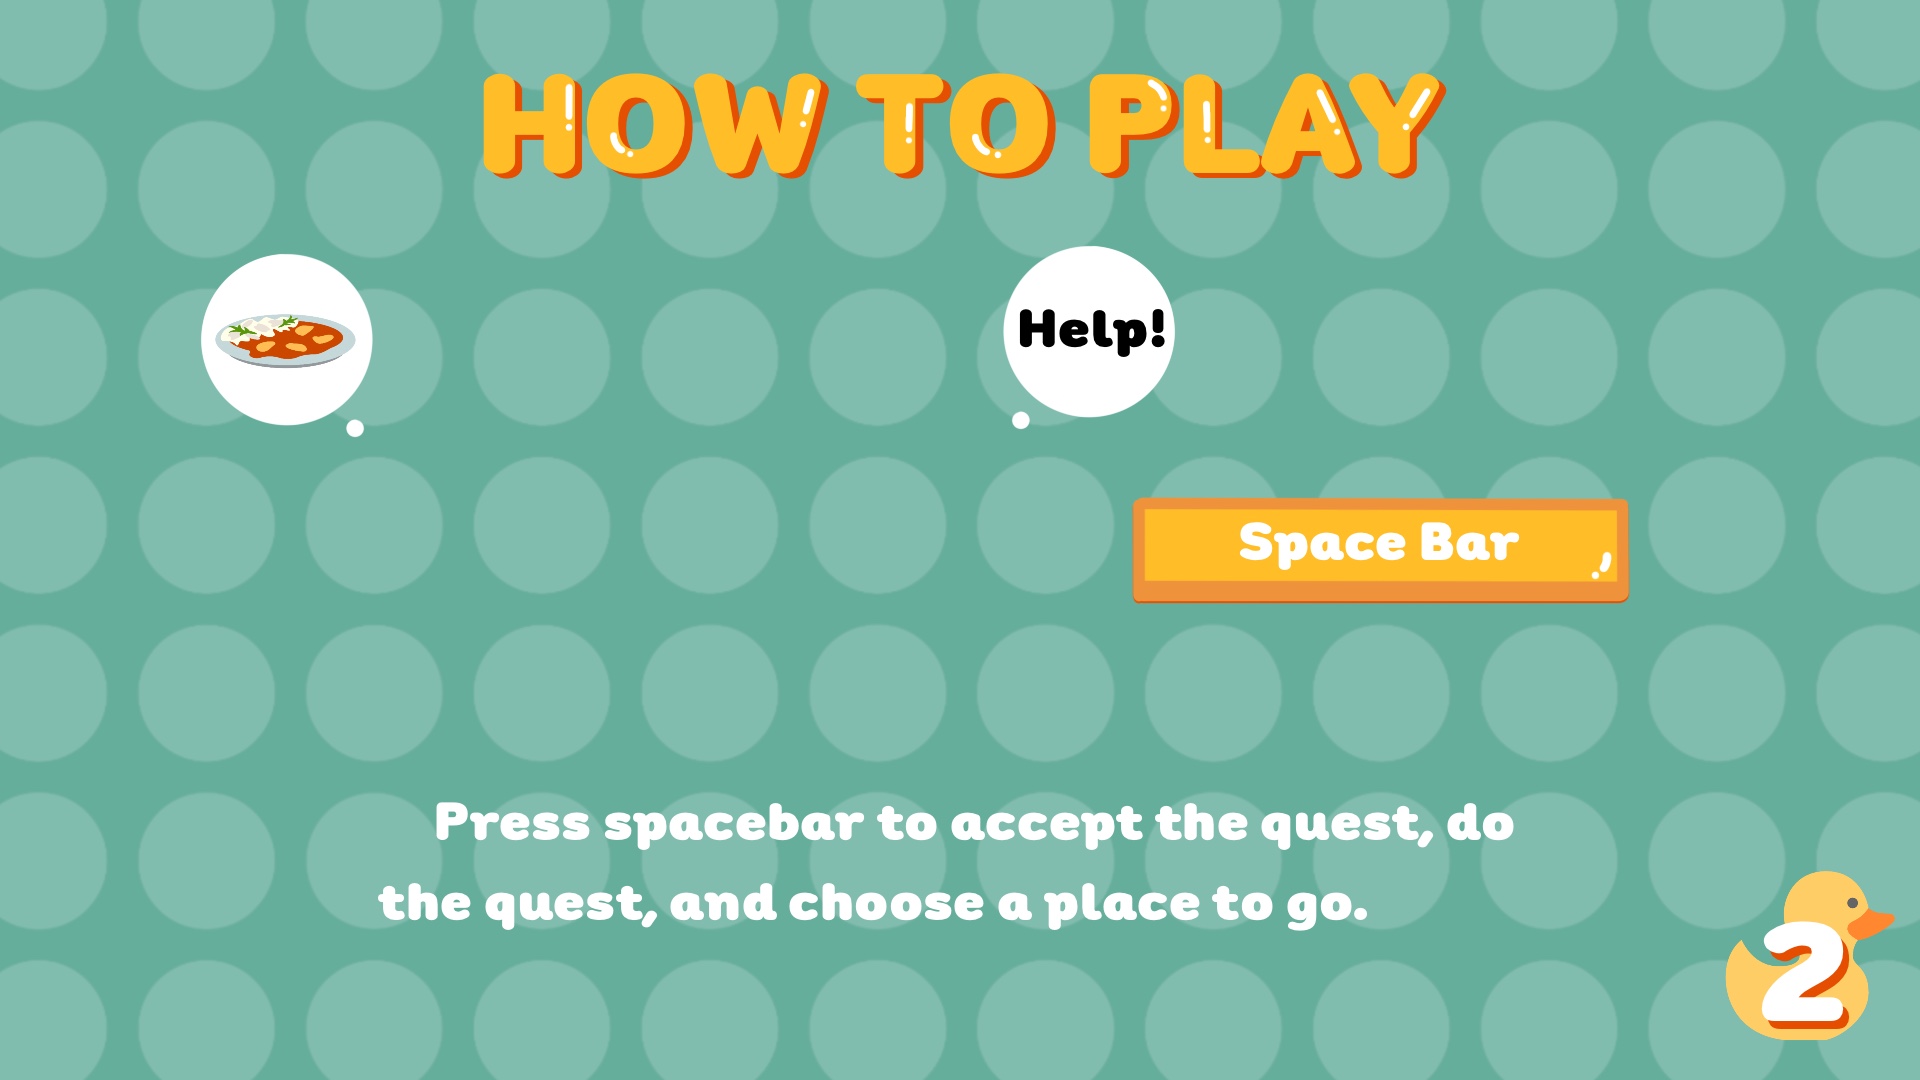 HOW TO PLAY
Help!
Space Bar
Press spacebar to accept the quest, do
the quest, and choose a place to go.
2